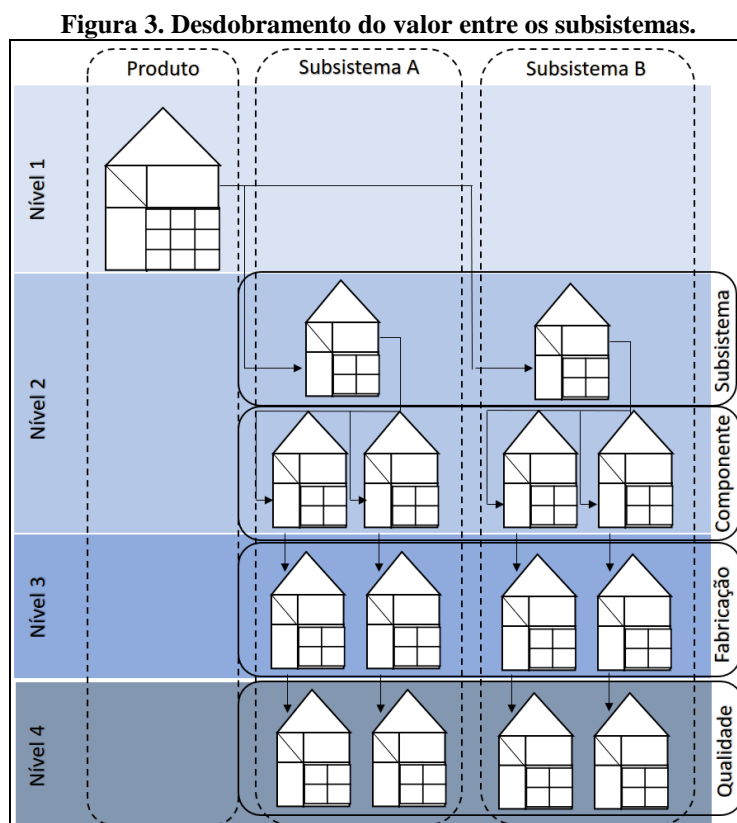 Figura 3. Desdobramento do valor entre os subsistemas.
Produto
Subsistema A
Subsistema B
Nível 1
Nível 2
Subsistema
Componente
Nível 3
Fabricação
Nível 4
Qualidade